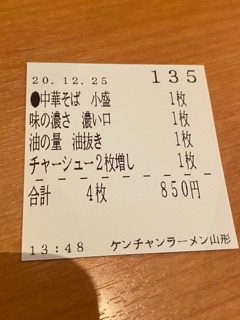 20.12.25 135
●中華そば 小盛 1枚
味の濃さ 濃い口 1枚
油の量 油抜き 1枚
チャーシュー2枚増し 1枚
合計 4枚 850円
13:48 ケンチャンラーメン山形